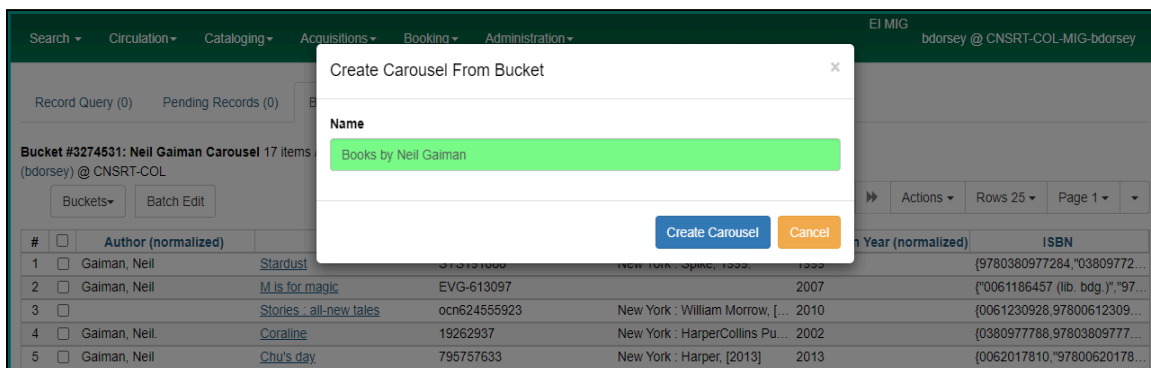 EI MIG
Search Circulation Cataloging Acquisitions Booking Administration bdorsey @ CNSRT-COL-MIG-bdorsey
Create Carousel From Bucket ×
Record Query (0) Pending Records (0) B
Name
Books by Neil Gaiman
Bucket #3274531: Neil Gaiman Carousel 17 items
(bdorsey) @ CNSRT-COL
Buckets Batch Edit Actions Rows 25 Page 1
Create Carousel Cancel
# Author (normalized) n Year (normalized) ISBN
1 Gaiman, Neil Stardust New York : Spike, 1999. 1999 {9780380977284,"03809772...
2 Gaiman, Neil M is for magic EVG-613097 2007 {"0061186457 (lib. bdg.)","97...
3 Stories : all-new tales ocn624555923 New York : William Morrow, [... 2010 {0061230928,97800612309...
4 Gaiman, Neil. Coraline 19262937 New York : HarperCollins Pu... 2002 {0380977788,97803809777...
5 Gaiman, Neil Chu's day 795757633 New York : Harper, [2013] 2013 {0062017810,"97800620178...